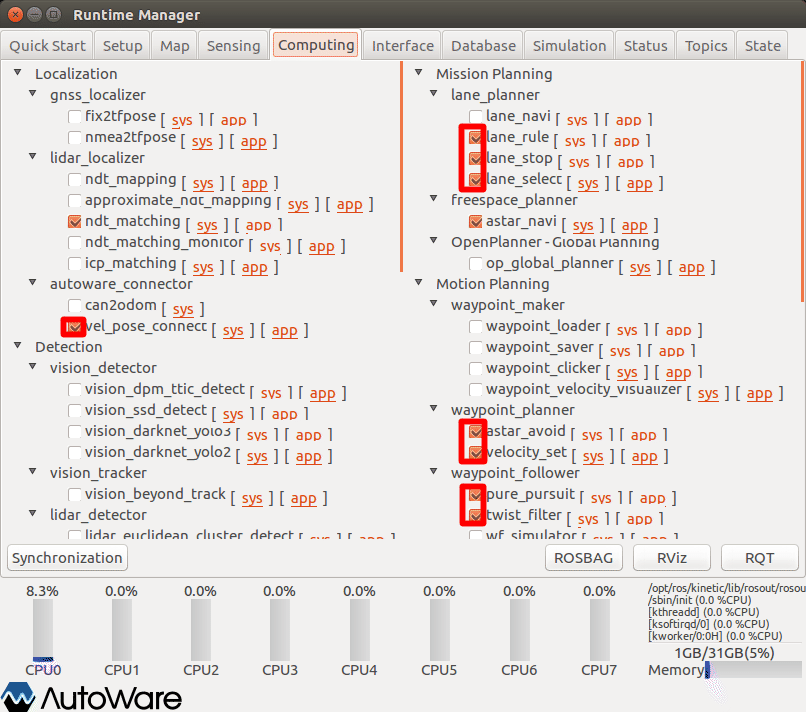 Runtime Manager
Quick Start Setup Map Sensing Computing Interface Database Simulation Status Topics State
Localization
gnss_localizer
fix2tfpose [ sys ] [ app ]
nmea2tfpose [ sys ] [ app ]
lidar_localizer
ndt_mapping [ sys ] [ app ]
approximate_ndt_mapping [ sys ] [ app ]
ndt_matching [ sys ] [ app ]
ndt_matching_monitor [ sys ] [ app ]
icp_matching [ sys ] [ app ]
autoware_connector
can2odom [ sys ]
vel_pose_connect [ sys ] [ app ]
Detection
vision_detector
vision_dpm_ttic_detect [ sys ] [ app ]
vision_ssd_detect [ sys ] [ app ]
vision_darknet_yolo3 [ sys ] [ app ]
vision_darknet_yolo2 [ sys ] [ app ]
vision_tracker
vision_beyond_track [ sys ] [ app ]
lidar_detector
lidar_euclidean_cluster_detect [ sys ] [ app ]
Mission Planning
lane_planner
lane_navi [ sys ] [ app ]
lane_rule [ sys ] [ app ]
lane_stop [ sys ] [ app ]
lane_select [ sys ] [ app ]
freespace_planner
astar_navi [ sys ] [ app ]
OpenPlanner - Global Planning
op_global_planner [ sys ] [ app ]
Motion Planning
waypoint_maker
waypoint_loader [ sys ] [ app ]
waypoint_saver [ sys ] [ app ]
waypoint_clicker [ sys ] [ app ]
waypoint_velocity_visualizer [ sys ] [ app ]
waypoint_planner
astar_avoid [ sys ] [ app ]
velocity_set [ sys ] [ app ]
waypoint_follower
pure_pursuit [ sys ] [ app ]
twist_filter [ sys ] [ app ]
wf_simulator [ sys ] [ app ]
Synchronization ROSBAG RViz RQT
8.3% 0.0% 0.0% 0.0% 0.0% 0.0% 0.0% 0.0%
CPU0 CPU1 CPU2 CPU3 CPU4 CPU5 CPU6 CPU7
/opt/ros/kinetic/lib/rosout/rosou
/sbin/init (0.0 %CPU)
[kthreadd] (0.0 %CPU)
[ksoftirqd/0] (0.0 %CPU)
[kworker/0:0H] (0.0 %CPU)
1GB/31GB(5%)
Memory
AutoWare